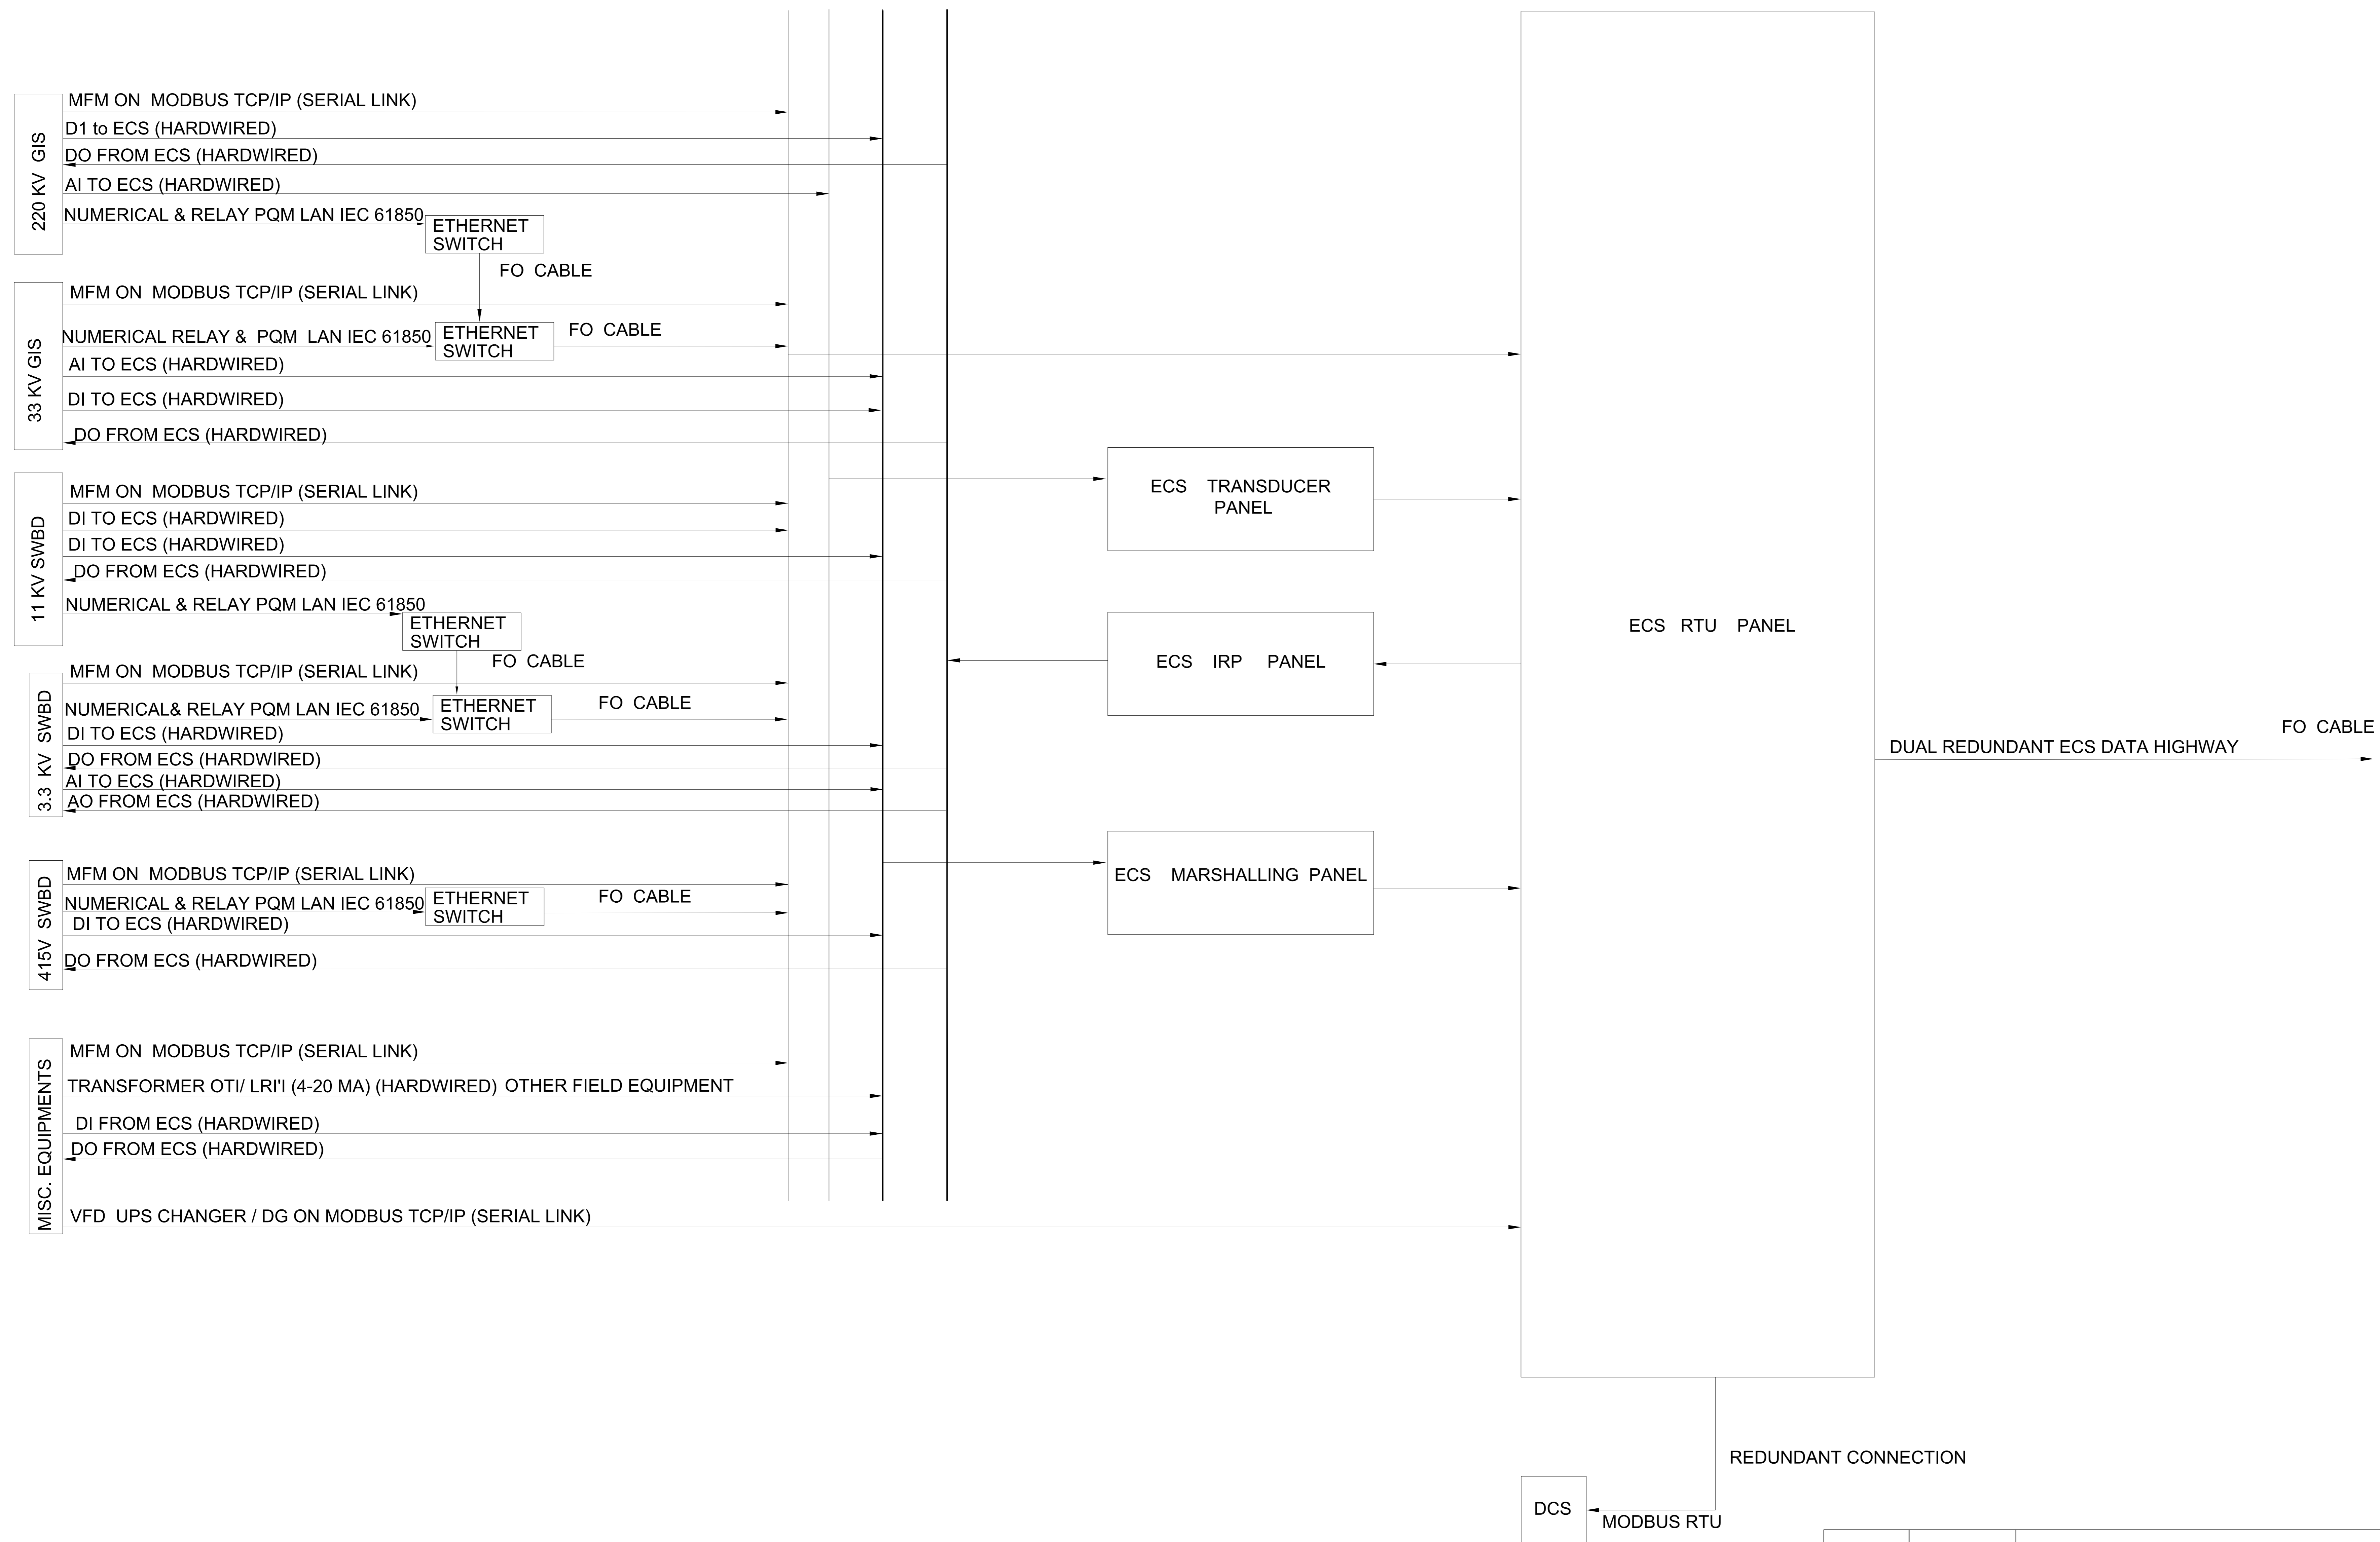 220 KV GIS
MFM ON MODBUS TCP/IP (SERIAL LINK)
D1 to ECS (HARDWIRED)
DO FROM ECS (HARDWIRED)
AI TO ECS (HARDWIRED)
NUMERICAL & RELAY PQM LAN IEC 61850
ETHERNET
SWITCH
FO CABLE
33 KV GIS
MFM ON MODBUS TCP/IP (SERIAL LINK)
NUMERICAL RELAY & PQM LAN IEC 61850
ETHERNET
SWITCH
FO CABLE
AI TO ECS (HARDWIRED)
DI TO ECS (HARDWIRED)
DO FROM ECS (HARDWIRED)
11 KV SWBD
MFM ON MODBUS TCP/IP (SERIAL LINK)
DI TO ECS (HARDWIRED)
DI TO ECS (HARDWIRED)
DO FROM ECS (HARDWIRED)
NUMERICAL & RELAY PQM LAN IEC 61850
ETHERNET
SWITCH
FO CABLE
3.3 KV SWBD
MFM ON MODBUS TCP/IP (SERIAL LINK)
NUMERICAL& RELAY PQM LAN IEC 61850
ETHERNET
SWITCH
FO CABLE
DI TO ECS (HARDWIRED)
DO FROM ECS (HARDWIRED)
AI TO ECS (HARDWIRED)
AO FROM ECS (HARDWIRED)
415V SWBD
MFM ON MODBUS TCP/IP (SERIAL LINK)
NUMERICAL & RELAY PQM LAN IEC 61850
ETHERNET
SWITCH
FO CABLE
DI TO ECS (HARDWIRED)
DO FROM ECS (HARDWIRED)
MISC. EQUIPMENTS
MFM ON MODBUS TCP/IP (SERIAL LINK)
TRANSFORMER OTI/ LRI'I (4-20 MA) (HARDWIRED) OTHER FIELD EQUIPMENT
DI FROM ECS (HARDWIRED)
DO FROM ECS (HARDWIRED)
VFD UPS CHANGER / DG ON MODBUS TCP/IP (SERIAL LINK)
ECS TRANSDUCER
PANEL
ECS IRP PANEL
ECS MARSHALLING PANEL
ECS RTU PANEL
FO CABLE
DUAL REDUNDANT ECS DATA HIGHWAY
REDUNDANT CONNECTION
DCS
MODBUS RTU